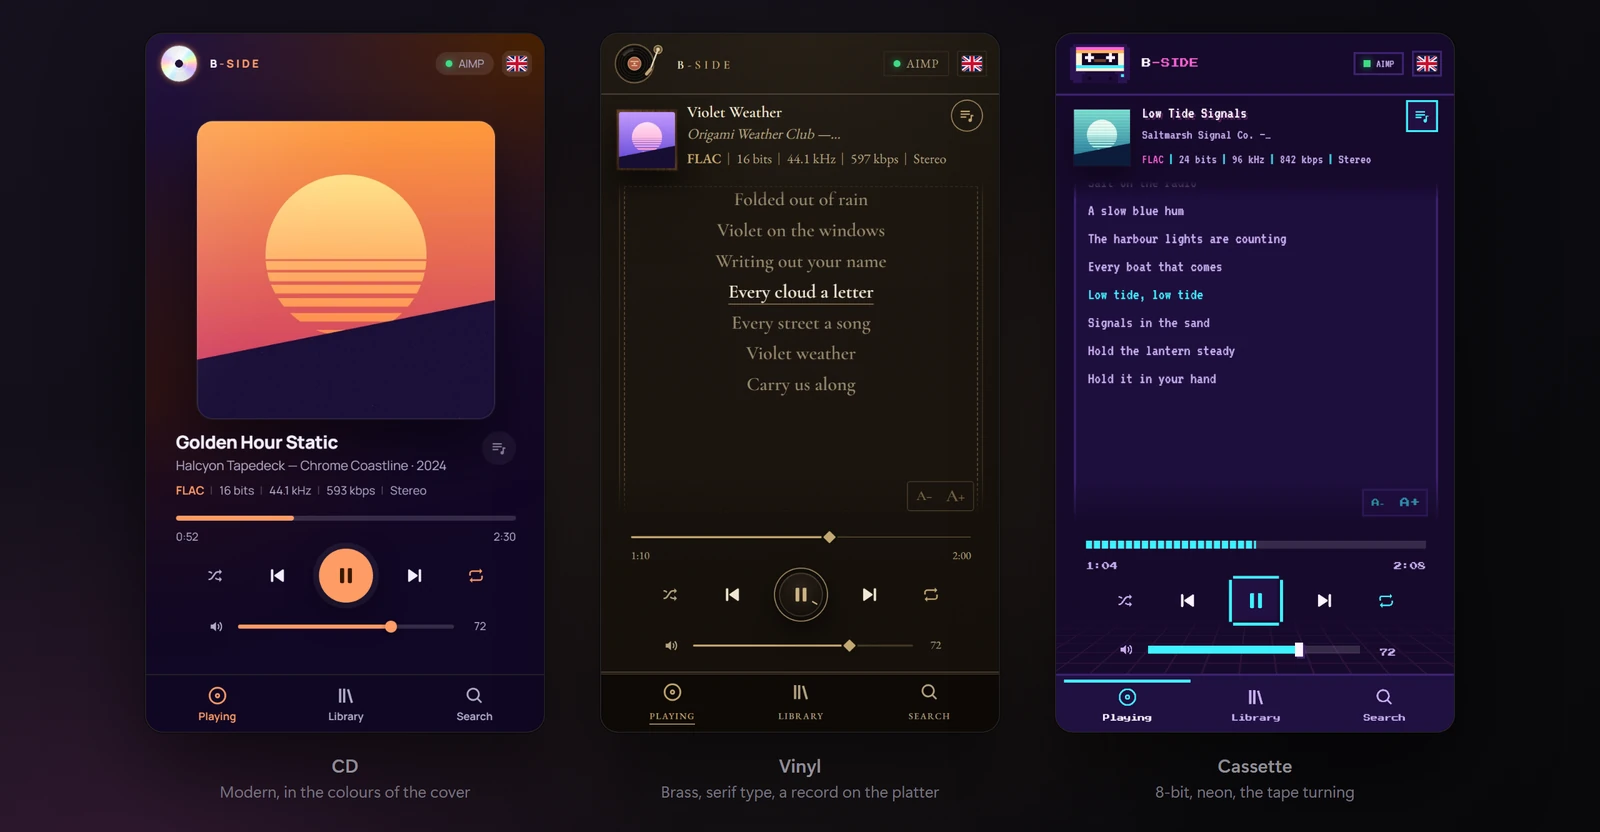 B-SIDE
AIMP
Golden Hour Static
Halcyon Tapedeck — Chrome Coastline · 2024
FLAC | 16 bits | 44.1 kHz | 593 kbps | Stereo
0:52
2:30
72
Playing
Library
Search
CD
Modern, in the colours of the cover
B-SIDE
AIMP
Violet Weather
Origami Weather Club —...
FLAC | 16 bits | 44.1 kHz | 597 kbps | Stereo
Folded out of rain
Violet on the windows
Writing out your name
Every cloud a letter
Every street a song
Violet weather
Carry us along
A- A+
1:10
2:00
72
PLAYING
LIBRARY
SEARCH
Vinyl
Brass, serif type, a record on the platter
B-SIDE
AIMP
Low Tide Signals
Saltmarsh Signal Co. —…
FLAC | 24 bits | 96 kHz | 842 kbps | Stereo
Salt on the radio
A slow blue hum
The harbour lights are counting
Every boat that comes
Low tide, low tide
Signals in the sand
Hold the lantern steady
Hold it in your hand
A- A+
1:04
2:08
72
Playing
Library
Search
Cassette
8-bit, neon, the tape turning